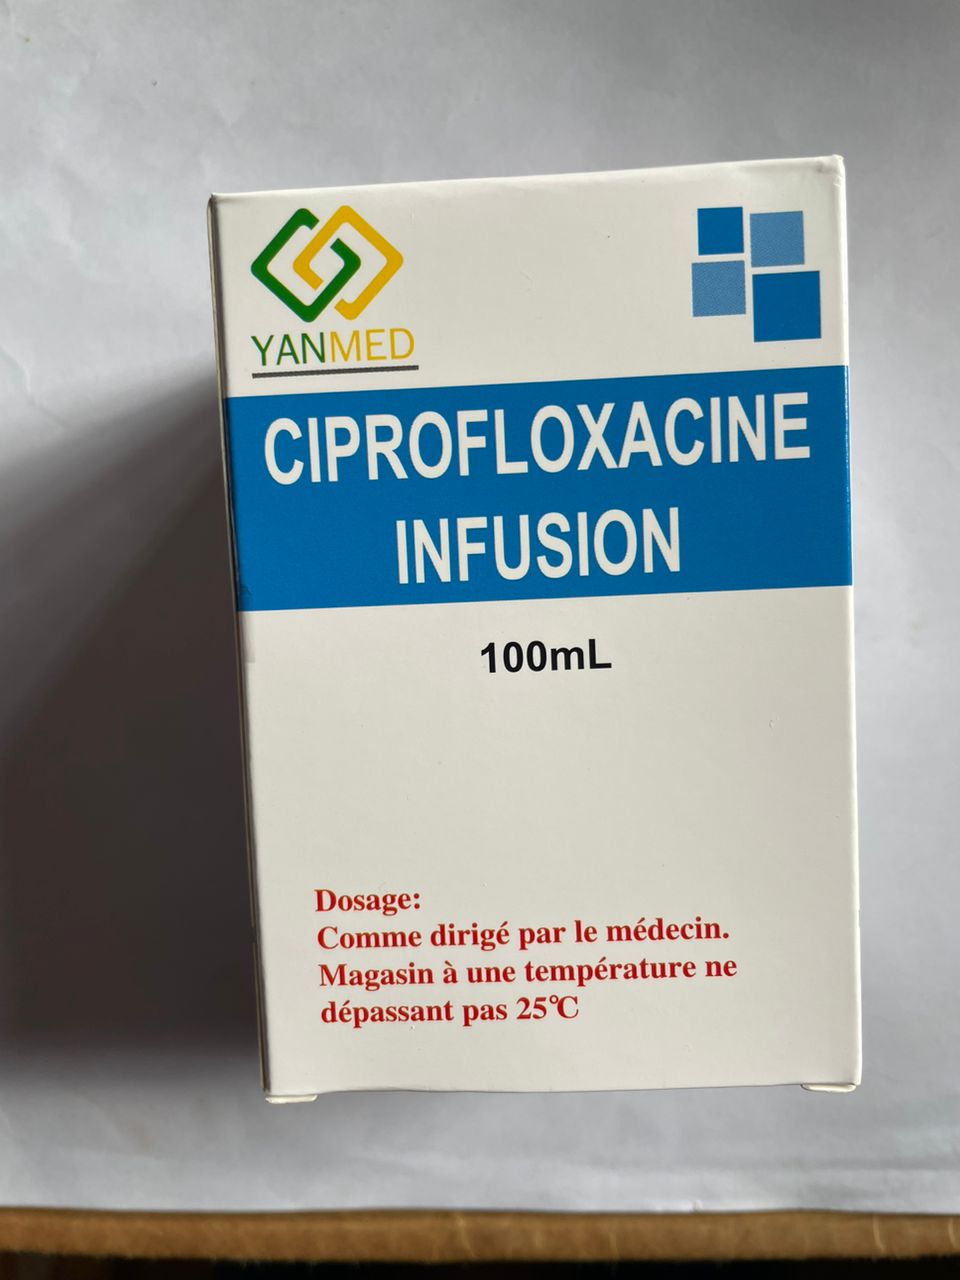 YANMED
CIPROFLOXACINE
INFUSION
100mL
Dosage:
Comme dirigé par le médecin.
Magasin à une température ne
dépassant pas 25℃